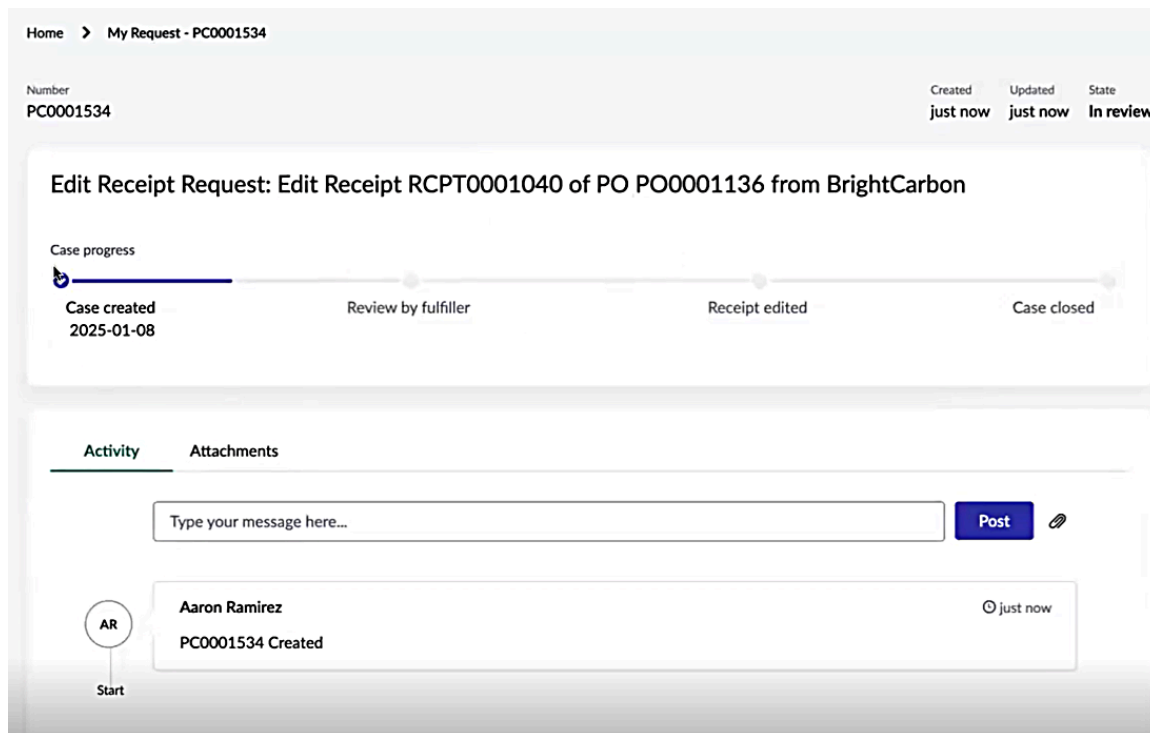 Home > My Request - PC0001534
Number
PC0001534
Created Updated State
just now just now In review
Edit Receipt Request: Edit Receipt RCPT0001040 of PO PO0001136 from BrightCarbon
Case progress
Case created Review by fulfiller Receipt edited Case closed
2025-01-08
Activity Attachments
Type your message here...
Post
AR
Aaron Ramirez
just now
PC0001534 Created
Start